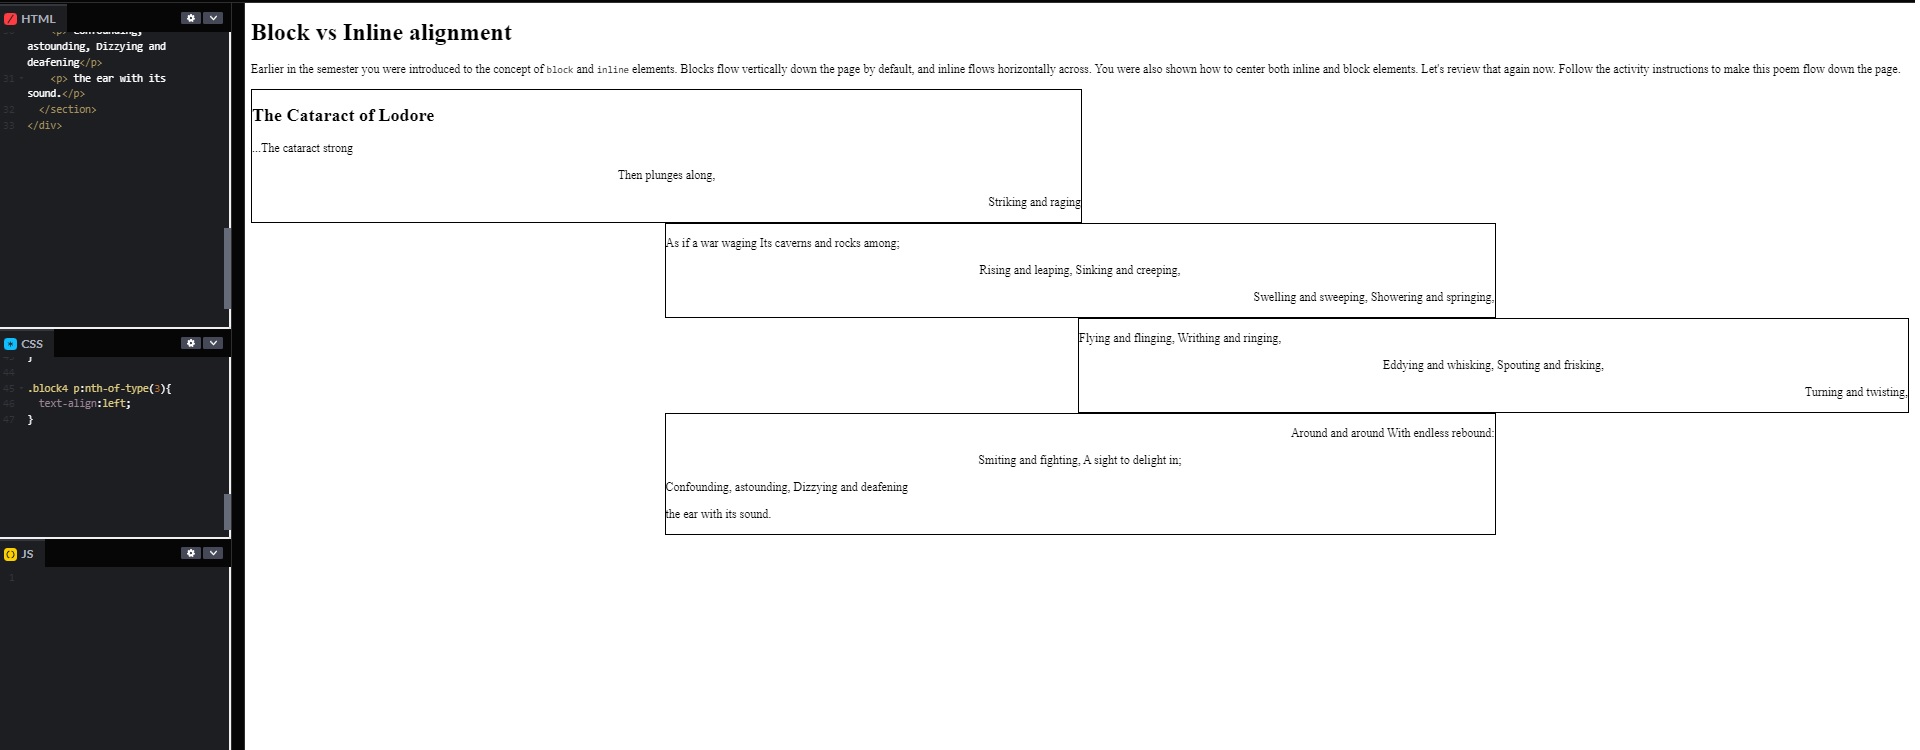 HTML
<p> Confounding,
astounding, Dizzying and
deafening</p>
31 <p> the ear with its
sound.</p>
32 </section>
33 </div>
CSS
43 }
44
45 .block4 p:nth-of-type(3){
46 text-align:left;
47 }
JS
1
Block vs Inline alignment
Earlier in the semester you were introduced to the concept of block and inline elements. Blocks flow vertically down the page by default, and inline flows horizontally across. You were also shown how to center both inline and block elements. Let's review that again now. Follow the activity instructions to make this poem flow down the page.
The Cataract of Lodore
...The cataract strong
Then plunges along,
Striking and raging
As if a war waging Its caverns and rocks among;
Rising and leaping, Sinking and creeping,
Swelling and sweeping, Showering and springing,
Flying and flinging, Writhing and ringing,
Eddying and whisking, Spouting and frisking,
Turning and twisting,
Around and around With endless rebound:
Smiting and fighting, A sight to delight in;
Confounding, astounding, Dizzying and deafening
the ear with its sound.